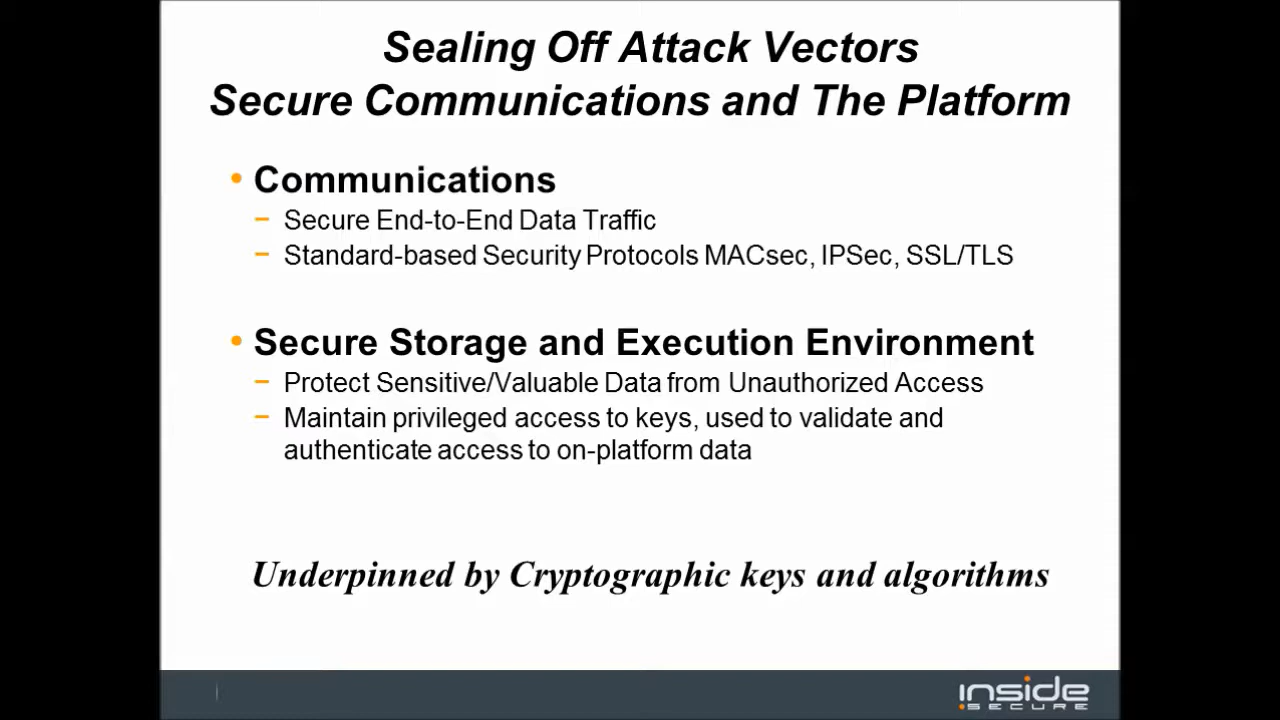 Sealing Off Attack Vectors
Secure Communications and The Platform
• Communications
– Secure End-to-End Data Traffic
– Standard-based Security Protocols MACsec, IPSec, SSL/TLS
• Secure Storage and Execution Environment
– Protect Sensitive/Valuable Data from Unauthorized Access
– Maintain privileged access to keys, used to validate and
authenticate access to on-platform data
Underpinned by Cryptographic keys and algorithms
inside
SECURE